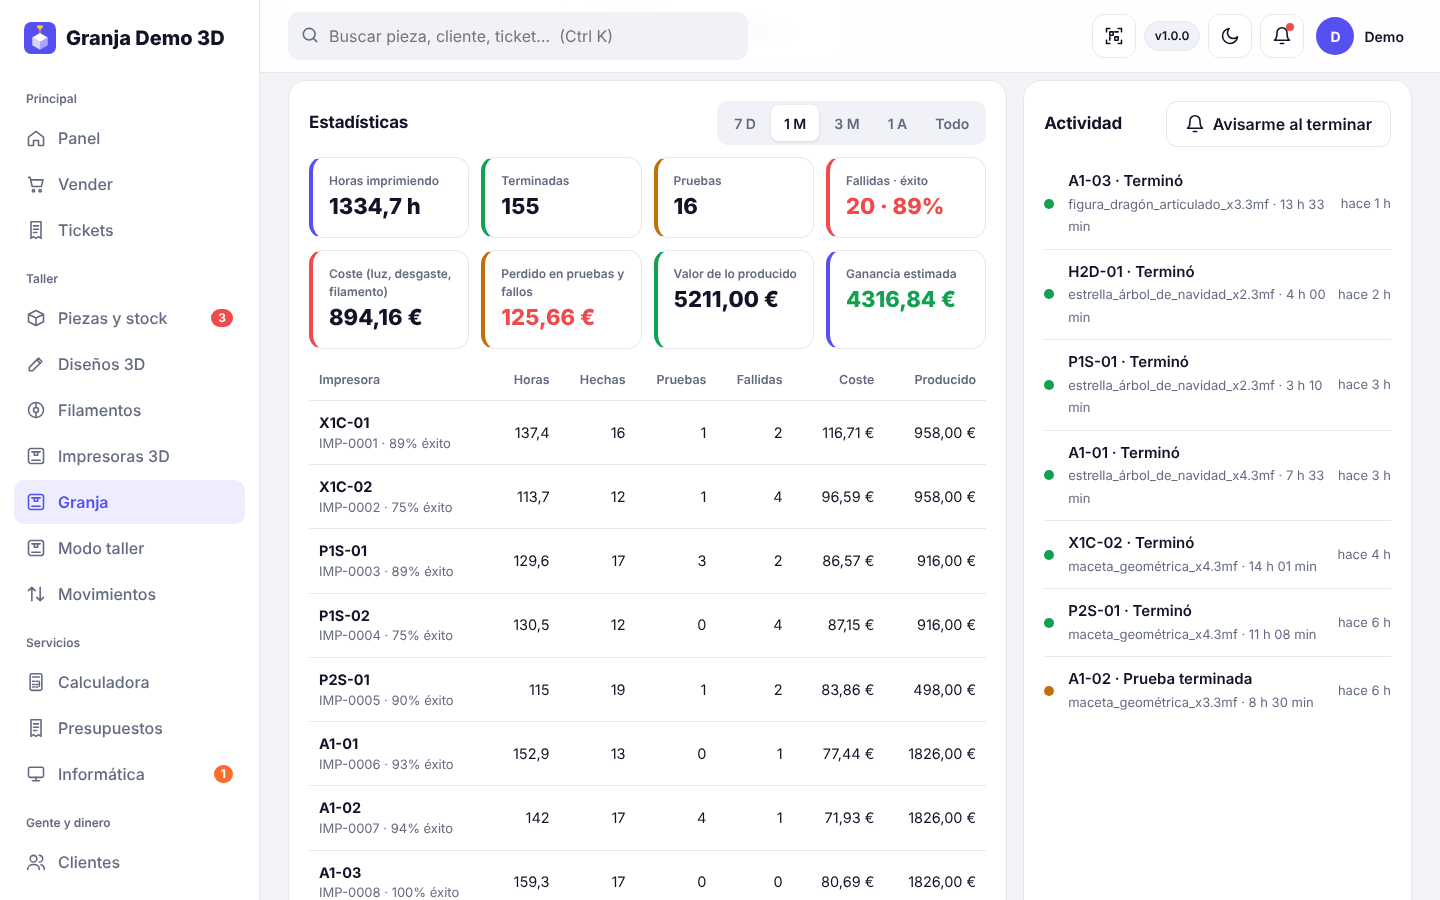 Granja Demo 3D
Buscar pieza, cliente, ticket... (Ctrl K)
v1.0.0
D
Demo
Principal
Panel
Vender
Tickets
Taller
Piezas y stock
3
Diseños 3D
Filamentos
Impresoras 3D
Granja
Modo taller
Movimientos
Servicios
Calculadora
Presupuestos
Informática
1
Gente y dinero
Clientes
Estadísticas
7 D
1 M
3 M
1 A
Todo
Horas imprimiendo
1334,7 h
Terminadas
155
Pruebas
16
Fallidas · éxito
20 · 89%
Coste (luz, desgaste,
filamento)
894,16 €
Perdido en pruebas y
fallos
125,66 €
Valor de lo producido
5211,00 €
Ganancia estimada
4316,84 €
Impresora Horas Hechas Pruebas Fallidas Coste Producido
X1C-01
IMP-0001 · 89% éxito
137,4 16 1 2 116,71 € 958,00 €
X1C-02
IMP-0002 · 75% éxito
113,7 12 1 4 96,59 € 958,00 €
P1S-01
IMP-0003 · 89% éxito
129,6 17 3 2 86,57 € 916,00 €
P1S-02
IMP-0004 · 75% éxito
130,5 12 0 4 87,15 € 916,00 €
P2S-01
IMP-0005 · 90% éxito
115 19 1 2 83,86 € 498,00 €
A1-01
IMP-0006 · 93% éxito
152,9 13 0 1 77,44 € 1826,00 €
A1-02
IMP-0007 · 94% éxito
142 17 4 1 71,93 € 1826,00 €
A1-03
IMP-0008 · 100% éxito
159,3 17 0 0 80,69 € 1826,00 €
Actividad
Avisarme al terminar
A1-03 · Terminó
figura_dragón_articulado_x3.3mf · 13 h 33
min
hace 1 h
H2D-01 · Terminó
estrella_árbol_de_navidad_x2.3mf · 4 h 00
min
hace 2 h
P1S-01 · Terminó
estrella_árbol_de_navidad_x2.3mf · 3 h 10
min
hace 3 h
A1-01 · Terminó
estrella_árbol_de_navidad_x4.3mf · 7 h 33
min
hace 3 h
X1C-02 · Terminó
maceta_geométrica_x4.3mf · 14 h 01 min
hace 4 h
P2S-01 · Terminó
maceta_geométrica_x4.3mf · 11 h 08 min
hace 6 h
A1-02 · Prueba terminada
maceta_geométrica_x3.3mf · 8 h 30 min
hace 6 h